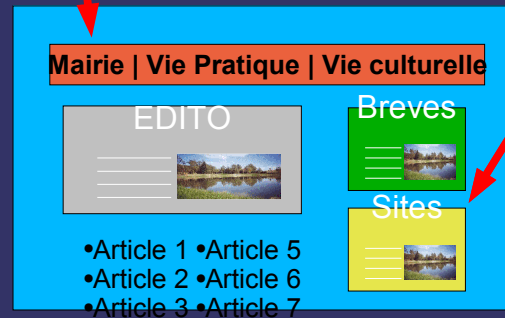 Mairie | Vie Pratique | Vie culturelle
EDITO
Breves
Sites
•Article 1 •Article 5
•Article 2 •Article 6
•Article 3 •Article 7